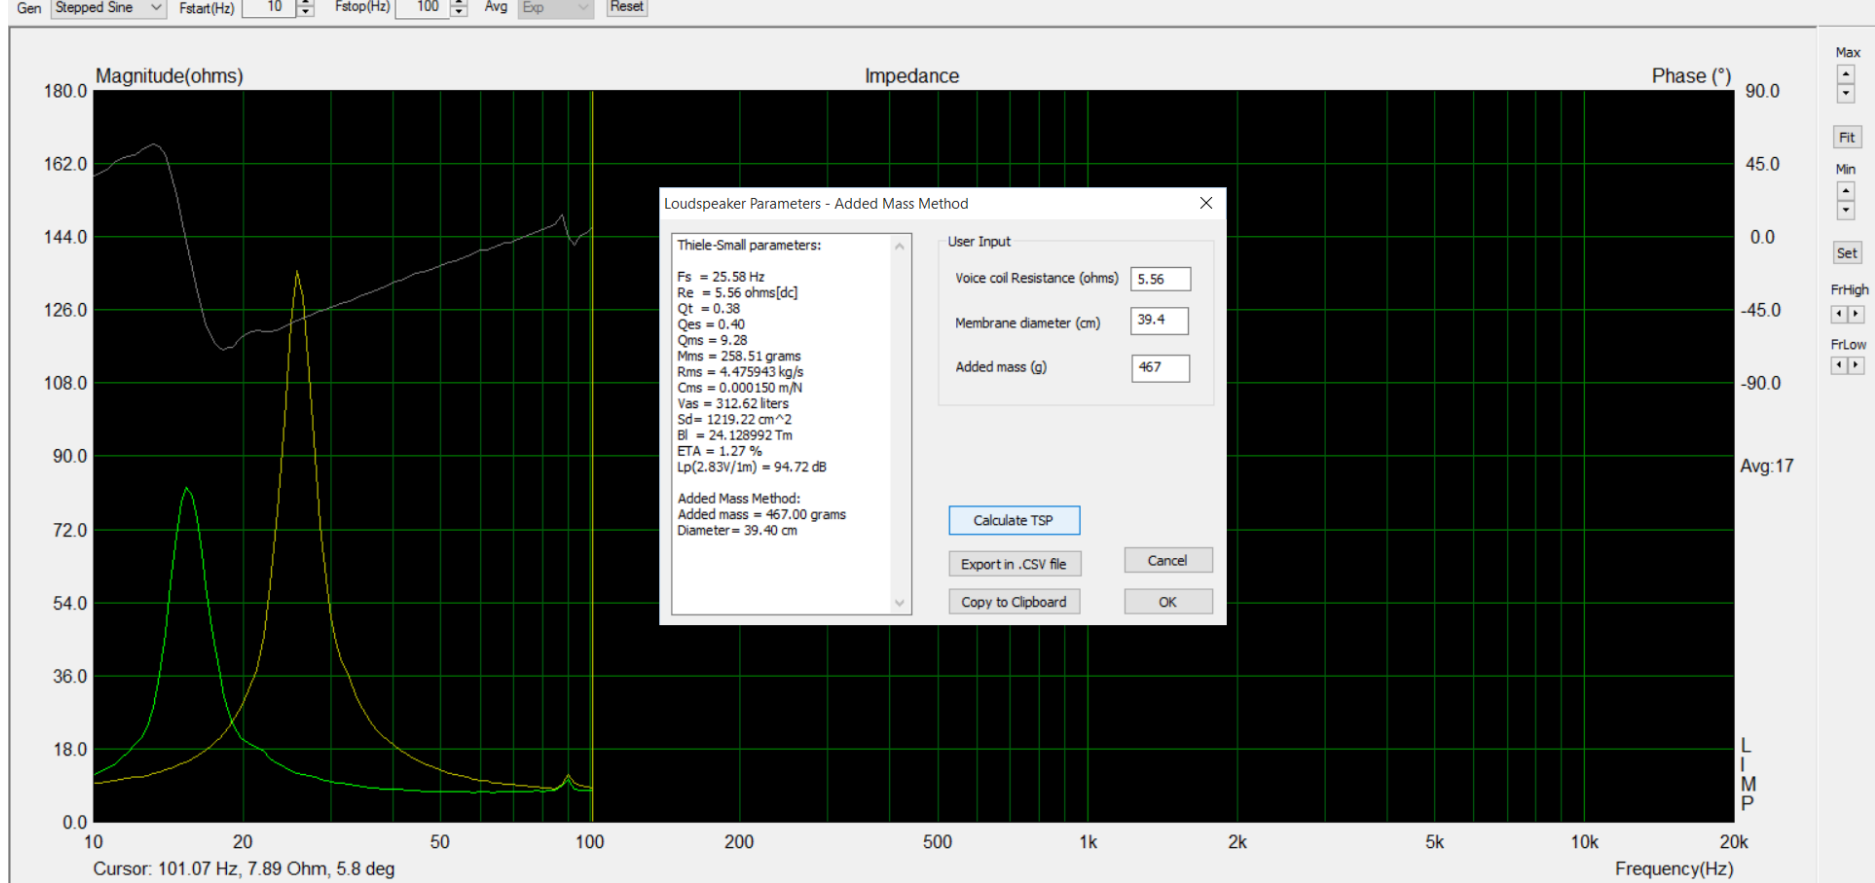 Gen Stepped Sine Fstart(Hz) 10 Fstop(Hz) 100 Avg Exp Reset
Magnitude(ohms) Impedance Phase (°)
180.0
162.0
144.0
126.0
108.0
90.0
72.0
54.0
36.0
18.0
0.0
10 20 50 100 200 500 1k 2k 5k 10k 20k
Cursor: 101.07 Hz, 7.89 Ohm, 5.8 deg
Frequency(Hz)
90.0
45.0
0.0
-45.0
-90.0
Avg:17
L
I
M
P
Loudspeaker Parameters - Added Mass Method
Thiele-Small parameters:
Fs = 25.58 Hz
Re = 5.56 ohms[dc]
Qt = 0.38
Qes = 0.40
Qms = 9.28
Mms = 258.51 grams
Rms = 4.475943 kg/s
Cms = 0.000150 m/N
Vas = 312.62 liters
Sd= 1219.22 cm^2
Bl = 24.128992 Tm
ETA = 1.27 %
Lp(2.83V/1m) = 94.72 dB
Added Mass Method:
Added mass = 467.00 grams
Diameter= 39.40 cm
User Input
Voice coil Resistance (ohms) 5.56
Membrane diameter (cm) 39.4
Added mass (g) 467
Calculate TSP
Export in .CSV file
Cancel
Copy to Clipboard
OK
Max
Fit
Min
Set
FrHigh
FrLow